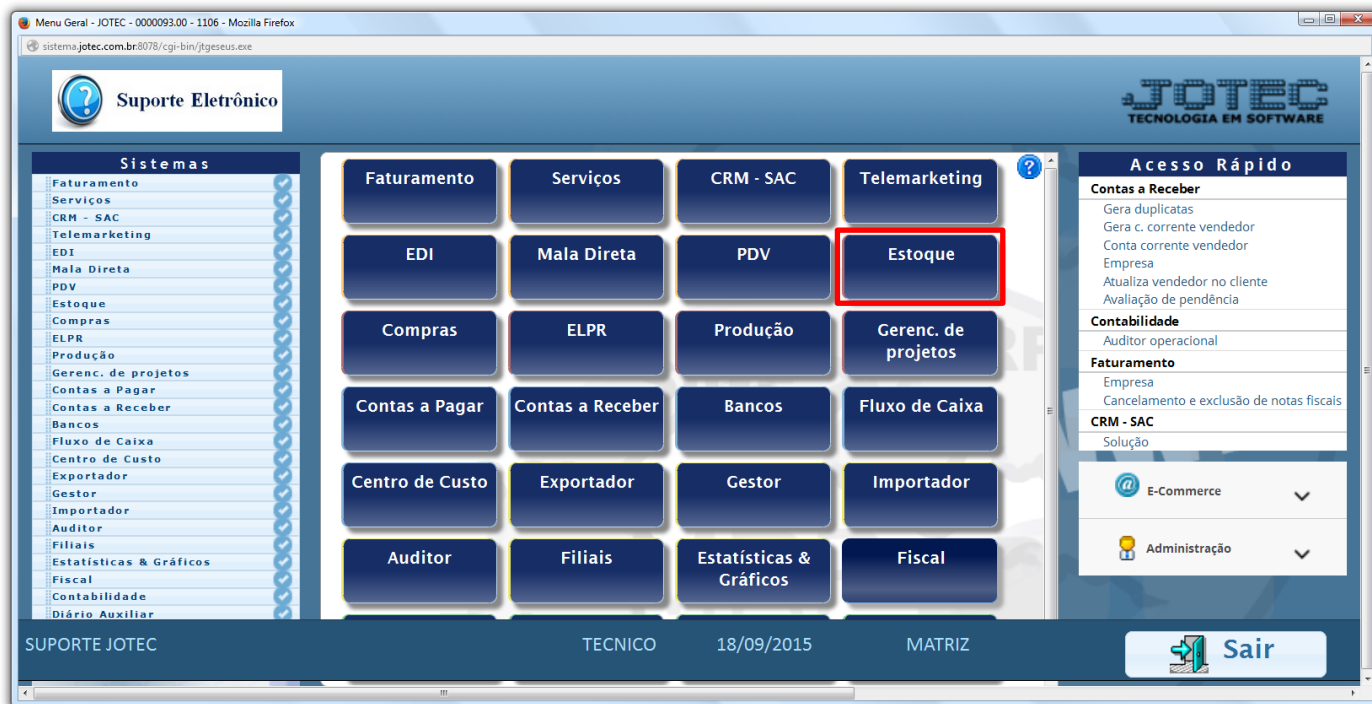 Menu Geral - JOTEC - 0000093.00 - 1106 - Mozilla Firefox
sistema.jotec.com.br:8078/cgi-bin/jtgeseus.exe
Suporte Eletrônico
JOTEC
TECNOLOGIA EM SOFTWARE
Sistemas
Faturamento
Serviços
CRM - SAC
Telemarketing
EDI
Mala Direta
PDV
Estoque
Compras
ELPR
Produção
Gerenc. de projetos
Contas a Pagar
Contas a Receber
Bancos
Fluxo de Caixa
Centro de Custo
Exportador
Gestor
Importador
Auditor
Filiais
Estatísticas & Gráficos
Fiscal
Contabilidade
Diário Auxiliar
Faturamento
Serviços
CRM - SAC
Telemarketing
EDI
Mala Direta
PDV
Estoque
Compras
ELPR
Produção
Gerenc. de
projetos
Contas a Pagar
Contas a Receber
Bancos
Fluxo de Caixa
Centro de Custo
Exportador
Gestor
Importador
Auditor
Filiais
Estatísticas &
Gráficos
Fiscal
Acesso Rápido
Contas a Receber
Gera duplicatas
Gera c. corrente vendedor
Conta corrente vendedor
Empresa
Atualiza vendedor no cliente
Avaliação de pendência
Contabilidade
Auditor operacional
Faturamento
Empresa
Cancelamento e exclusão de notas fiscais
CRM - SAC
Solução
E-Commerce
Administração
SUPORTE JOTEC
TECNICO
18/09/2015
MATRIZ
Sair